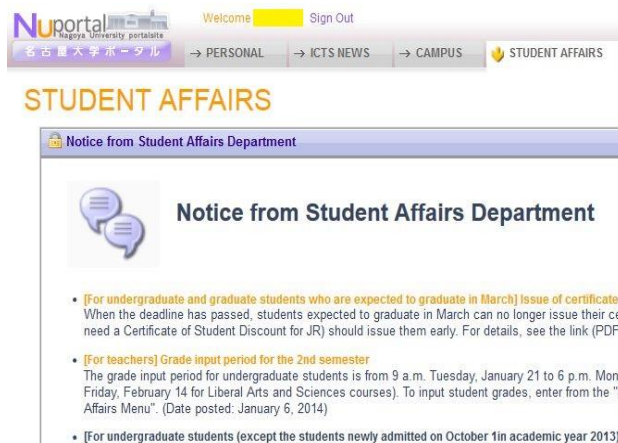 Welcome Sign Out
Nuportal
Nagoya University portalsite
名古屋大学ポータル
→ PERSONAL → ICTS NEWS → CAMPUS STUDENT AFFAIRS
STUDENT AFFAIRS
Notice from Student Affairs Department
Notice from Student Affairs Department
• [For undergraduate and graduate students who are expected to graduate in March] Issue of certificate
When the deadline has passed, students expected to graduate in March can no longer issue their ce
need a Certificate of Student Discount for JR) should issue them early. For details, see the link (PDF
• [For teachers] Grade input period for the 2nd semester
The grade input period for undergraduate students is from 9 a.m. Tuesday, January 21 to 6 p.m. Mon
Friday, February 14 for Liberal Arts and Sciences courses). To input student grades, enter from the "
Affairs Menu". (Date posted: January 6, 2014)
• [For undergraduate students (except the students newly admitted on October 1in academic year 2013)